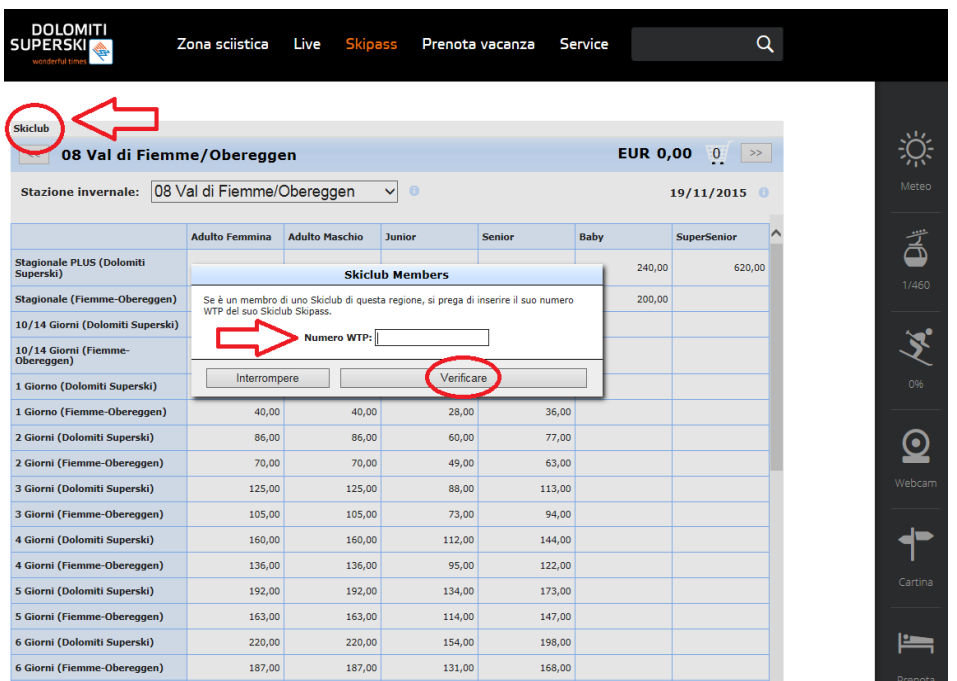 DOLOMITI
SUPERSKI
wonderful times
Zona sciistica Live Skipass Prenota vacanza Service
Skiclub
<< 08 Val di Fiemme/Obereggen EUR 0,00 0 >>
Stazione invernale: 08 Val di Fiemme/Obereggen 19/11/2015
Adulto Femmina Adulto Maschio Junior Senior Baby SuperSenior
Stagionale PLUS (Dolomiti
Superski) 240,00 620,00
Stagionale (Fiemme-Obereggen) 200,00
10/14 Giorni (Dolomiti Superski)
10/14 Giorni (Fiemme-
Obereggen)
1 Giorno (Dolomiti Superski)
Skiclub Members
Se è un membro di uno Skiclub di questa regione, si prega di inserire il suo numero
WTP del suo Skiclub Skipass.
Numero WTP:
Interrompere Verificare
1 Giorno (Fiemme-Obereggen) 40,00 40,00 28,00 36,00
2 Giorni (Dolomiti Superski) 86,00 86,00 60,00 77,00
2 Giorni (Fiemme-Obereggen) 70,00 70,00 49,00 63,00
3 Giorni (Dolomiti Superski) 125,00 125,00 88,00 113,00
3 Giorni (Fiemme-Obereggen) 105,00 105,00 73,00 94,00
4 Giorni (Dolomiti Superski) 160,00 160,00 112,00 144,00
4 Giorni (Fiemme-Obereggen) 136,00 136,00 95,00 122,00
5 Giorni (Dolomiti Superski) 192,00 192,00 134,00 173,00
5 Giorni (Fiemme-Obereggen) 163,00 163,00 114,00 147,00
6 Giorni (Dolomiti Superski) 220,00 220,00 154,00 198,00
6 Giorni (Fiemme-Obereggen) 187,00 187,00 131,00 168,00
Meteo
1/460
0%
Webcam
Cartina
Prenota